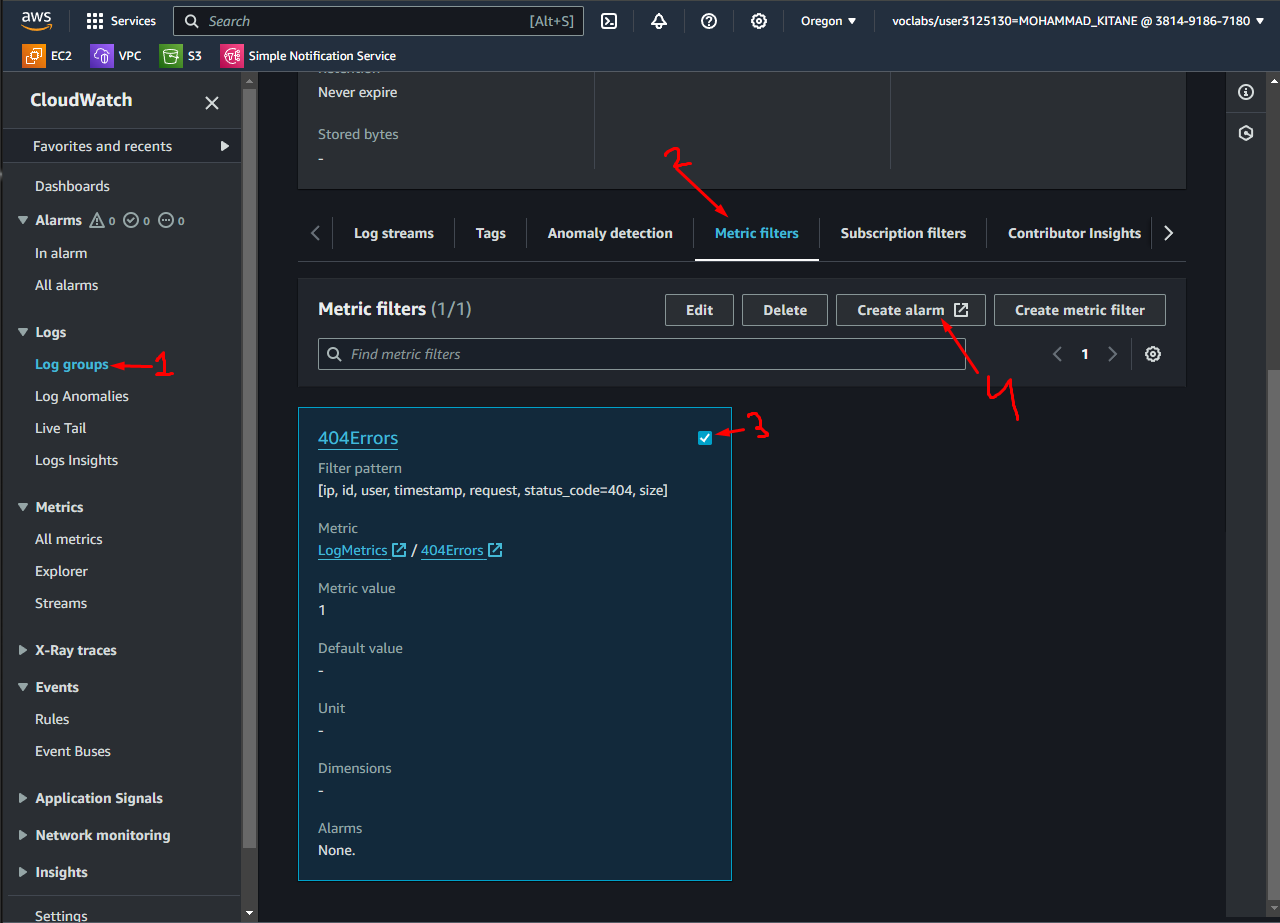 aws Services Search [Alt+S] Oregon voclabs/user3125130=MOHAMMAD_KITANE @ 3814-9186-7180
EC2 VPC S3 Simple Notification Service
CloudWatch
Favorites and recents
Dashboards
Alarms 0 0 0
In alarm
All alarms
Logs
Log groups 1
Log Anomalies
Live Tail
Logs Insights
Metrics
All metrics
Explorer
Streams
X-Ray traces
Events
Rules
Event Buses
Application Signals
Network monitoring
Insights
Settings
Retention
Never expire
Stored bytes
-
2
Log streams Tags Anomaly detection Metric filters Subscription filters Contributor Insights
Metric filters (1/1) Edit Delete Create alarm Create metric filter
Find metric filters 1
4
404Errors 3
Filter pattern
[ip, id, user, timestamp, request, status_code=404, size]
Metric
LogMetrics / 404Errors
Metric value
1
Default value
-
Unit
-
Dimensions
-
Alarms
None.